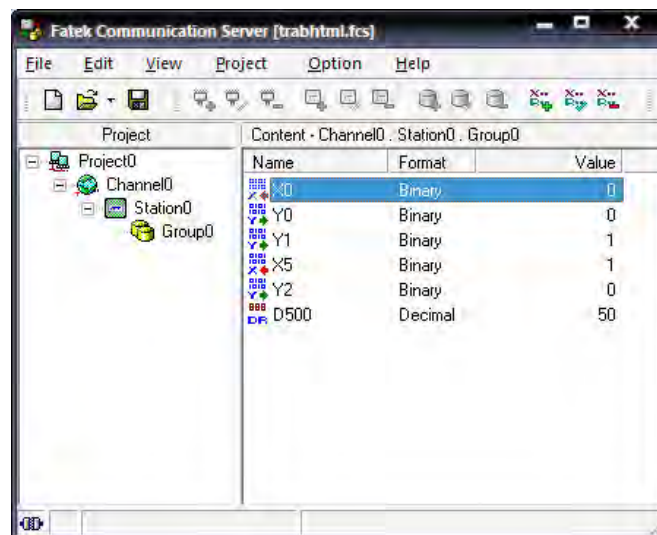 Fatek Communication Server [trabhtml.fcs]
File Edit View Project Option Help
Project Content - Channel0 . Station0 . Group0
Project0 Name Format Value
Channel0 X0 Binary 0
Station0 Y0 Binary 0
Group0 Y1 Binary 1
X5 Binary 1
Y2 Binary 0
D500 Decimal 50